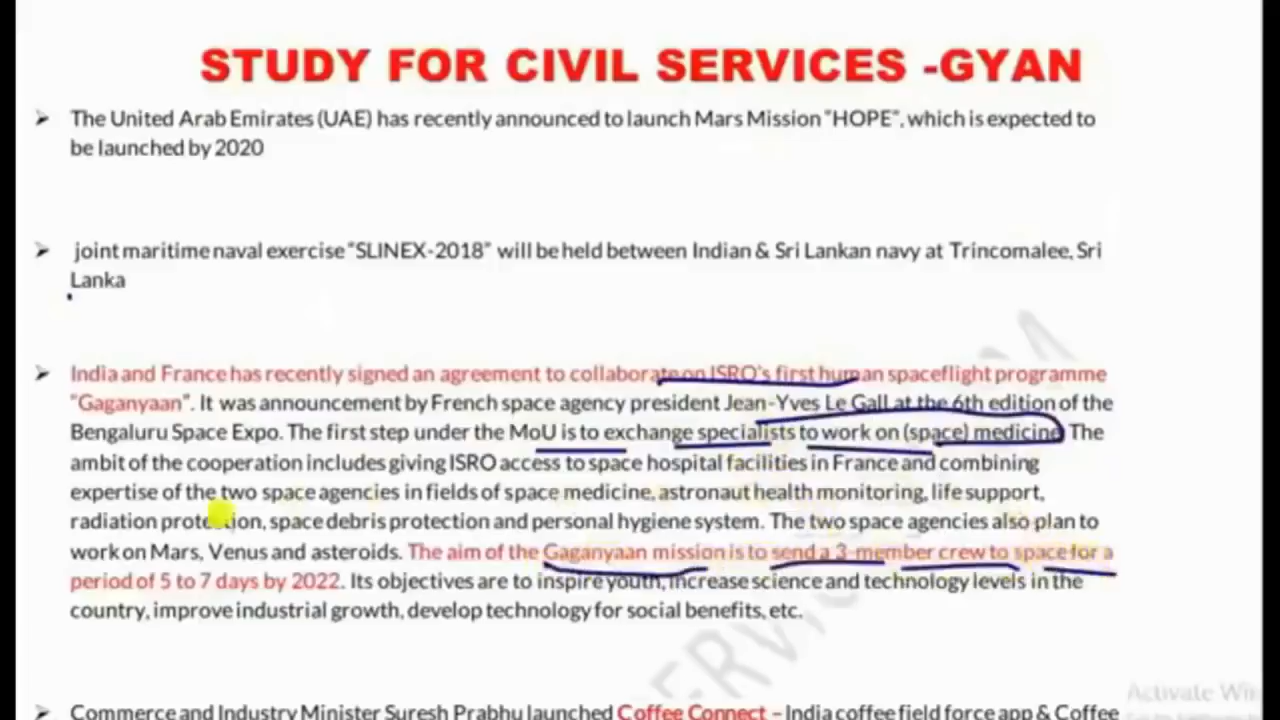 STUDY FOR CIVIL SERVICES -GYAN
➤ The United Arab Emirates (UAE) has recently announced to launch Mars Mission "HOPE", which is expected to
be launched by 2020
➤ joint maritime naval exercise "SLINEX-2018" will be held between Indian & Sri Lankan navy at Trincomalee, Sri
Lanka
➤ India and France has recently signed an agreement to collaborate on ISRO's first human spaceflight programme
"Gaganyaan". It was announcement by French space agency president Jean-Yves Le Gall at the 6th edition of the
Bengaluru Space Expo. The first step under the MoU is to exchange specialists to work on (space) medicine. The
ambit of the cooperation includes giving ISRO access to space hospital facilities in France and combining
expertise of the two space agencies in fields of space medicine, astronaut health monitoring, life support,
radiation protection, space debris protection and personal hygiene system. The two space agencies also plan to
work on Mars, Venus and asteroids. The aim of the Gaganyaan mission is to send a 3-member crew to space for a
period of 5 to 7 days by 2022. Its objectives are to inspire youth, increase science and technology levels in the
country, improve industrial growth, develop technology for social benefits, etc.
➤ Commerce and Industry Minister Suresh Prabhu launched Coffee Connect – India coffee field force app & Coffee
Activate Win